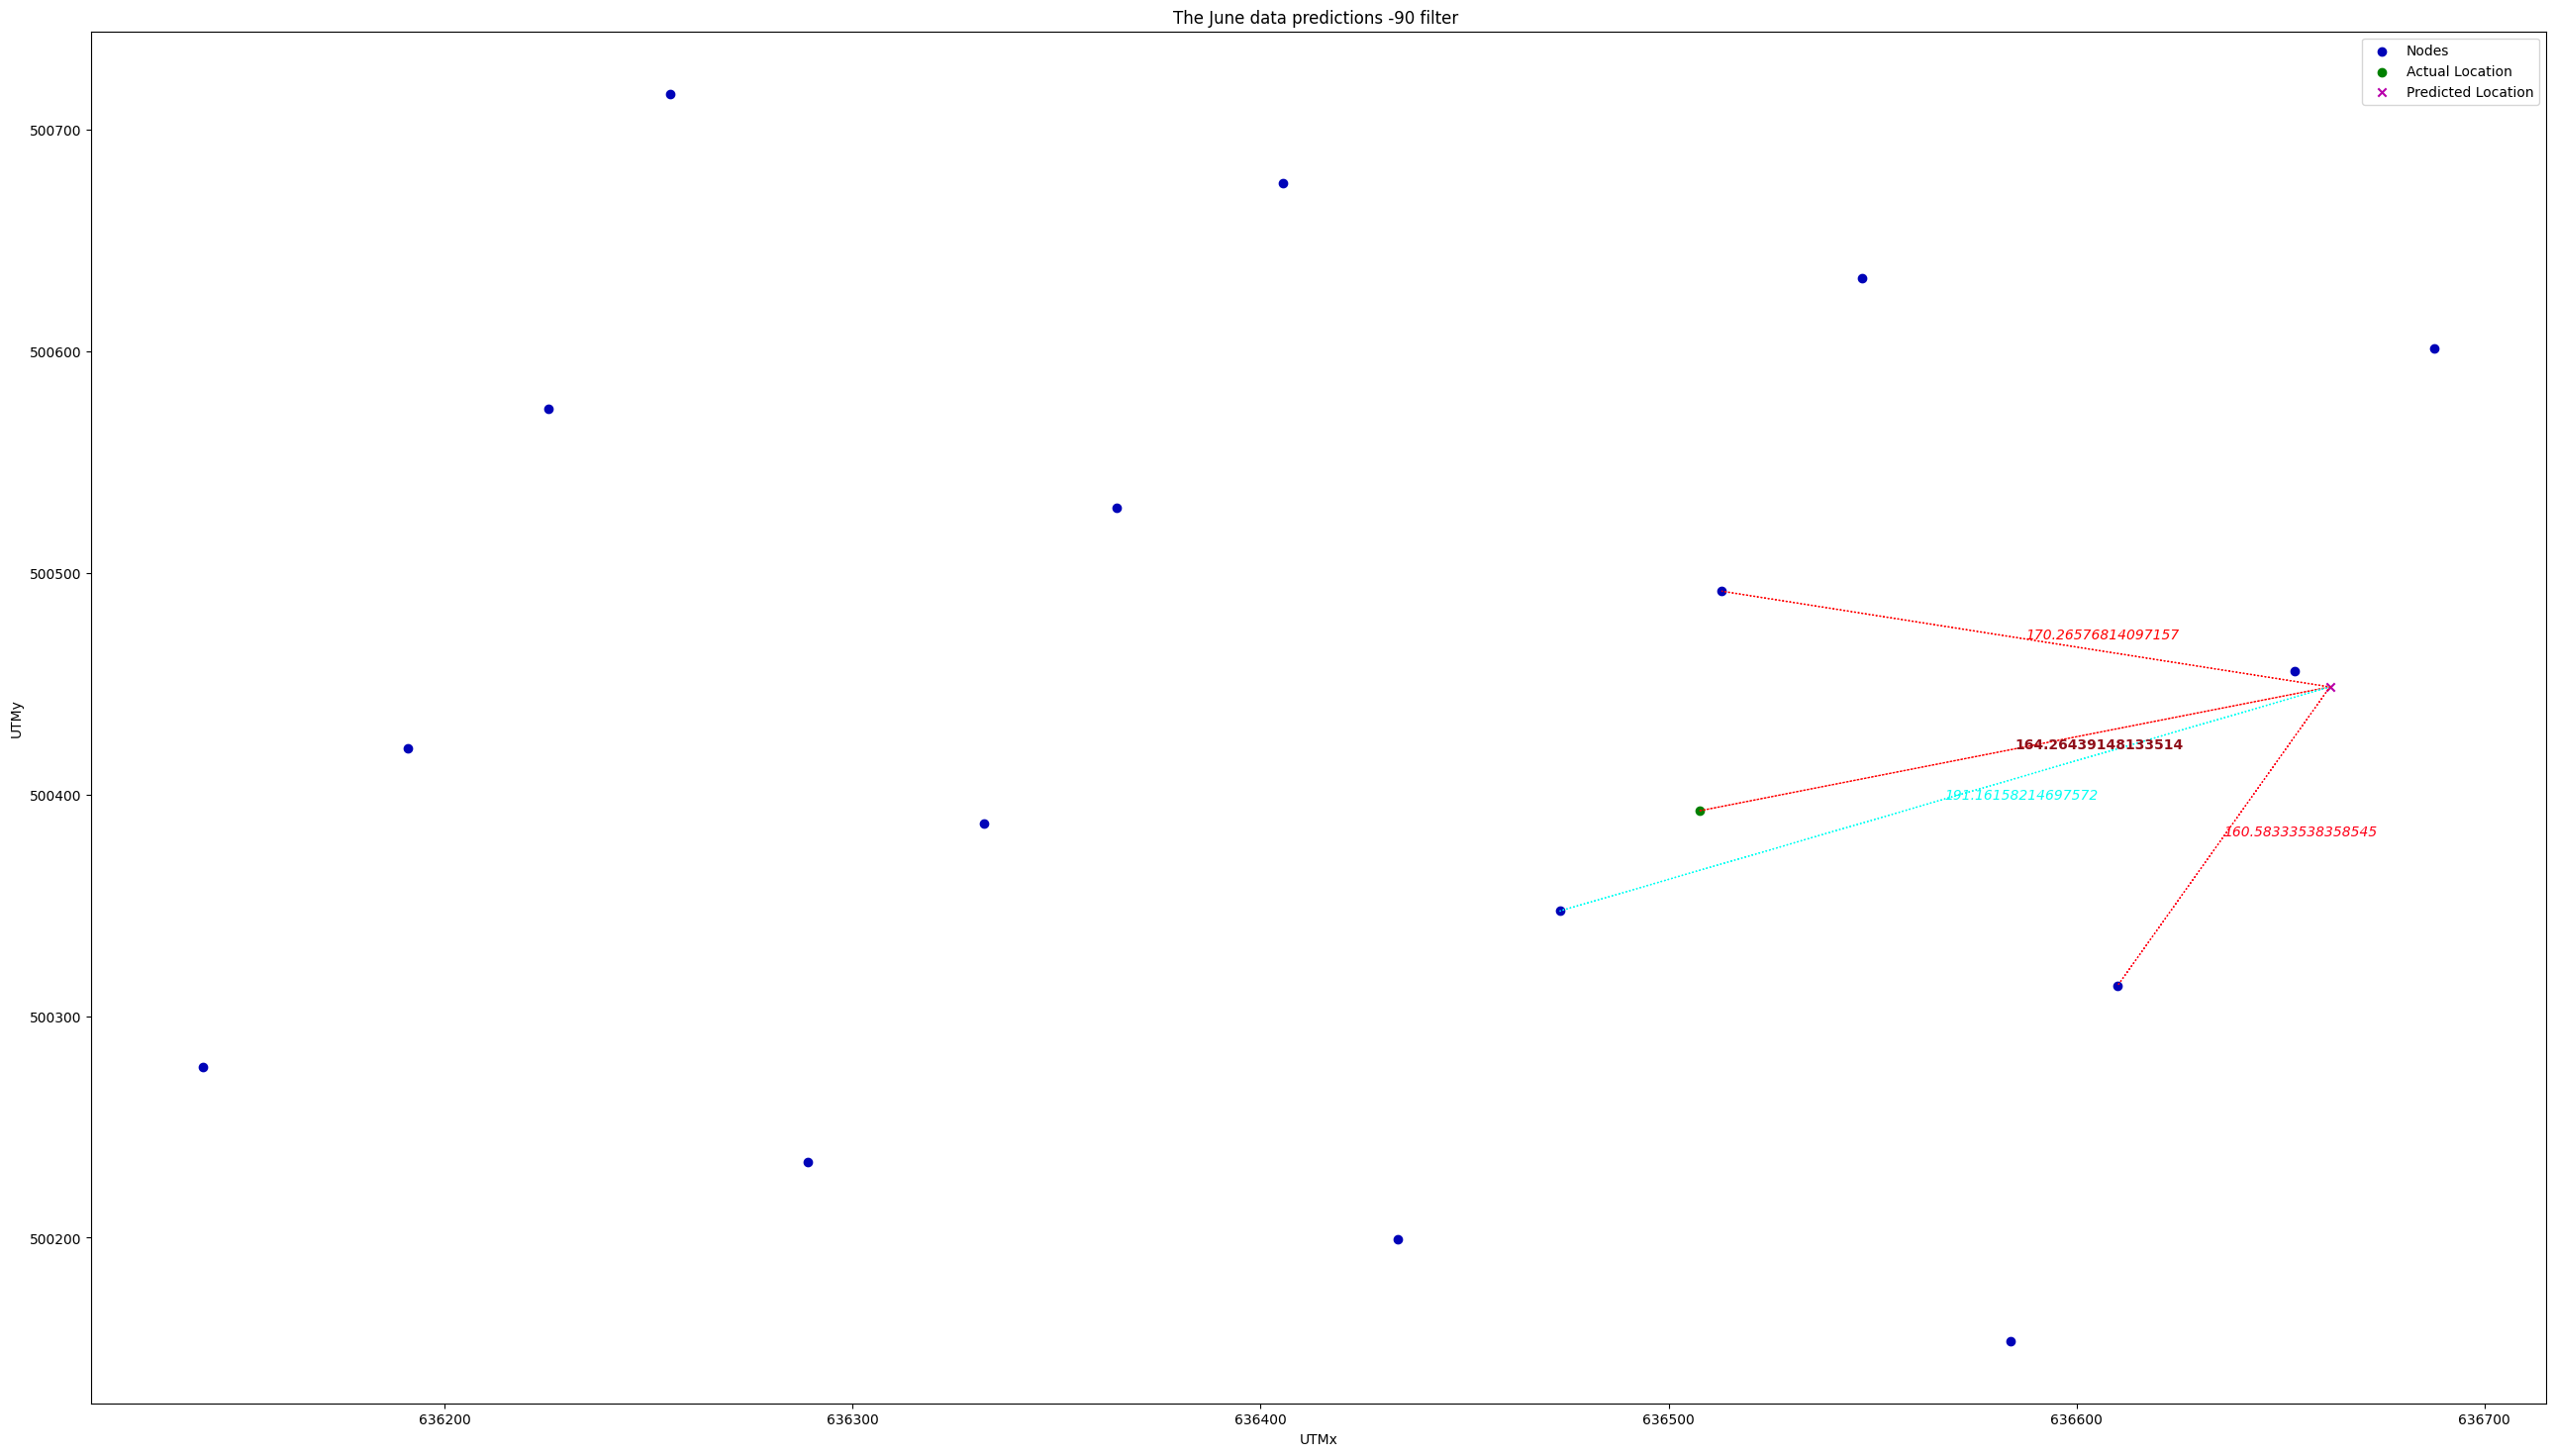 The June data predictions -90 filter
Nodes
Actual Location
Predicted Location
500700
500600
500500
500400
500300
500200
UTMy
170.26576814097157
164.26439148133514
191.16158214697572
160.58333538358545
636200
636300
636400
636500
636600
636700
UTMx